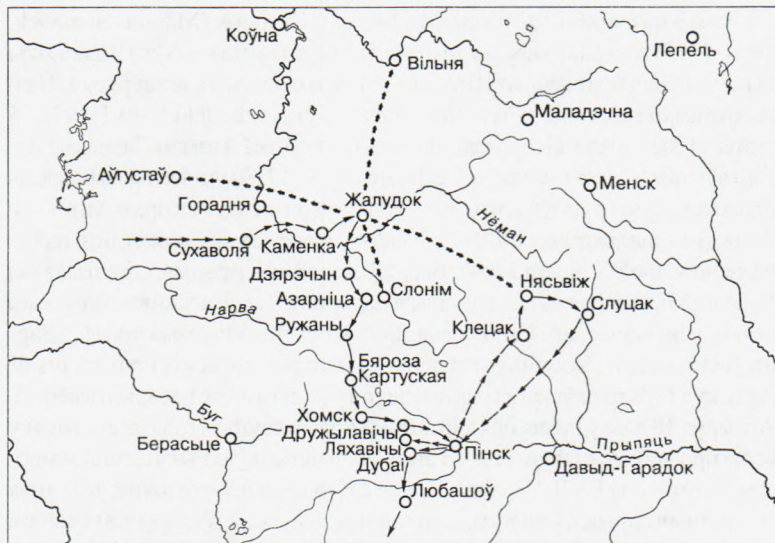 Коўна
Вільня
Лепель
Маладэчна
Аўгустаў
Менск
Горадня
Жалудок
Нёман
Каменка
Сухаволя
Дзярэчын
Азарніца
Слонім
Нясьвіж
Слуцак
Нарва
Ружаны
Клецак
Бяроза
Картуская
Буг
Хомск
Дружылавічы
Берасьце
Ляхавічы
Пінск
Прыпяць
Дубаі
Давыд-Гарадок
Любашоў